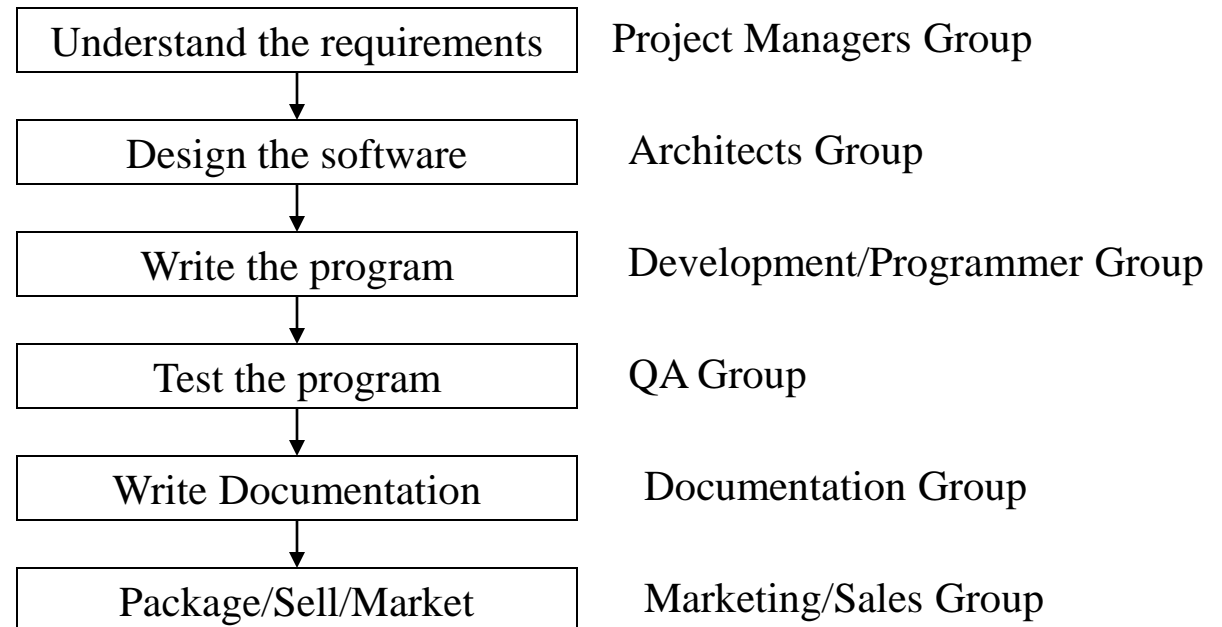 Understand the requirements
Project Managers Group
Design the software
Architects Group
Write the program
Development/Programmer Group
Test the program
QA Group
Write Documentation
Documentation Group
Package/Sell/Market
Marketing/Sales Group